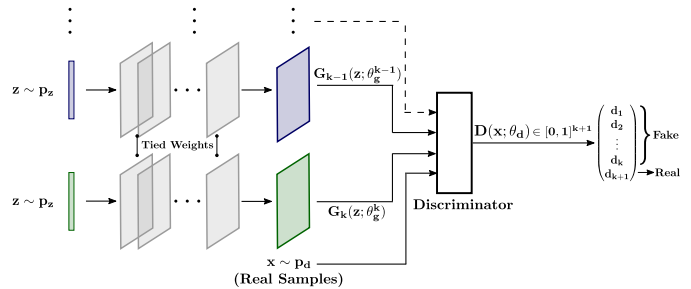 z ∼ p_z
G_{k−1}(z; θ_g^{k−1})
D(x; θ_d) ∈ [0, 1]^{k+1}
d_1
d_2
⋮
d_k
d_{k+1}
Fake
Real
Tied Weights
z ∼ p_z
G_k(z; θ_g^k)
Discriminator
x ∼ p_d
(Real Samples)